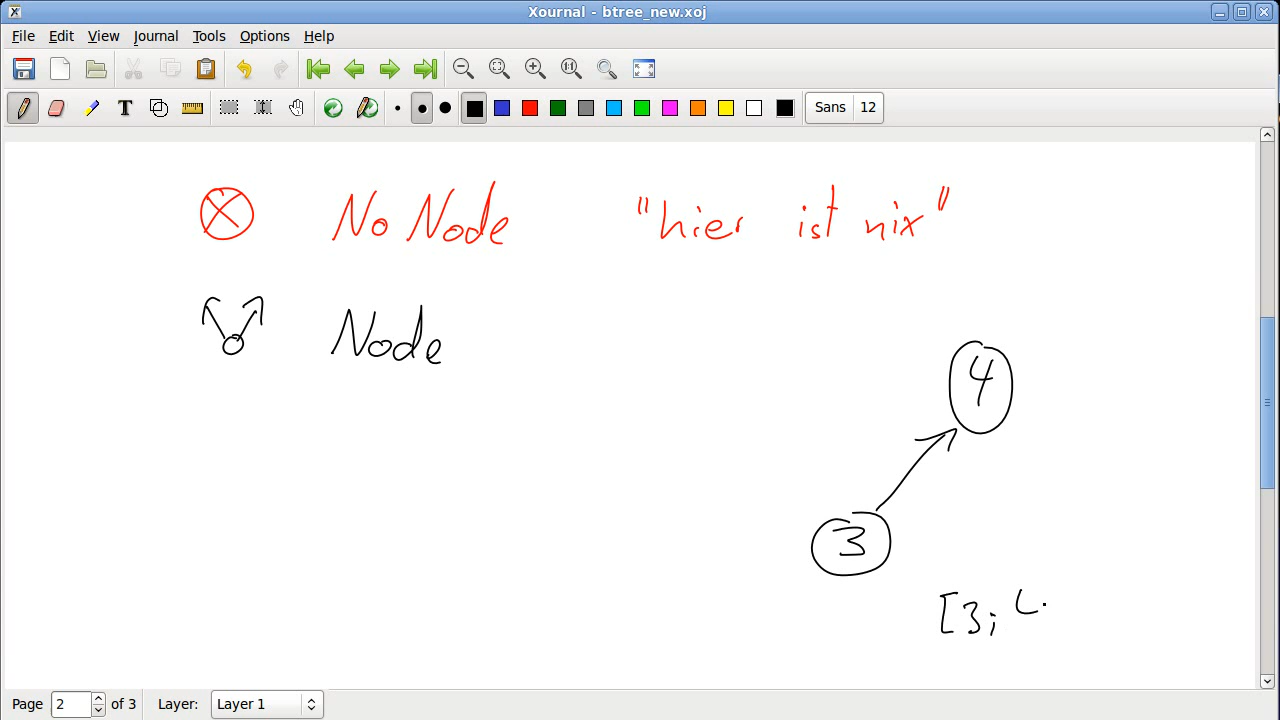 Xournal - btree_new.xoj
File Edit View Journal Tools Options Help
Sans 12
No Node "hier ist nix"
Node
4
3
[3;
Page 2 of 3 Layer: Layer 1